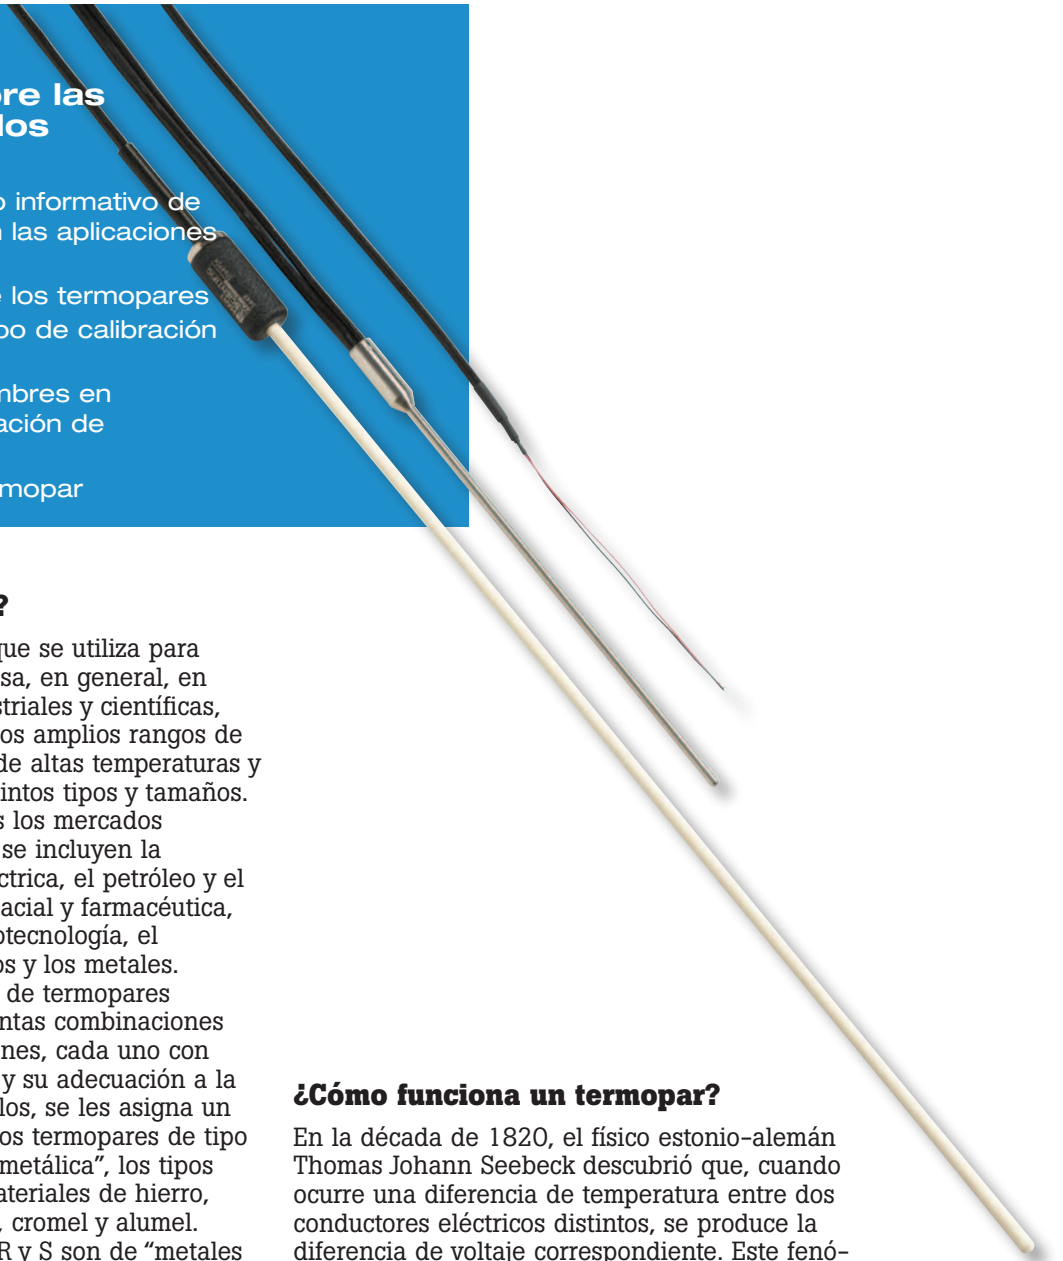 re las
los
o informativo de
n las aplicaciones
e los termopares
po de calibración
mbres en
ación de
mopar
?
que se utiliza para
sa, en general, en
striales y científicas,
os amplios rangos de
de altas temperaturas y
intos tipos y tamaños.
s los mercados
se incluyen la
ctrica, el petróleo y el
acial y farmacéutica,
otecnología, el
os y los metales.
de termopares
ntas combinaciones
nes, cada uno con
y su adecuación a la
los, se les asigna un
os termopares de tipo
metálica”, los tipos
ateriales de hierro,
, cromel y alumel.
R y S son de “metales
¿Cómo funciona un termopar?
En la década de 1820, el físico estonio-alemán
Thomas Johann Seebeck descubrió que, cuando
ocurre una diferencia de temperatura entre dos
conductores eléctricos distintos, se produce la
diferencia de voltaje correspondiente. Este fenó-